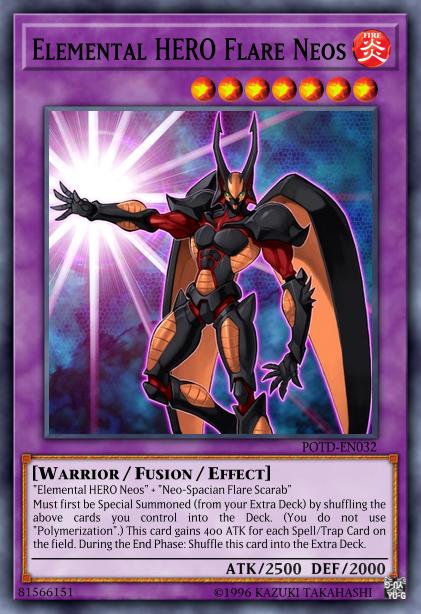 Elemental HERO Flare Neos
FIRE
炎
POTD-EN032
[Warrior / Fusion / Effect]
"Elemental HERO Neos" + "Neo-Spacian Flare Scarab"
Must first be Special Summoned (from your Extra Deck) by shuffling the
above cards you control into the Deck. (You do not use
"Polymerization".) This card gains 400 ATK for each Spell/Trap Card on
the field. During the End Phase: Shuffle this card into the Extra Deck.
ATK/2500 DEF/2000
81566151
©1996 KAZUKI TAKAHASHI